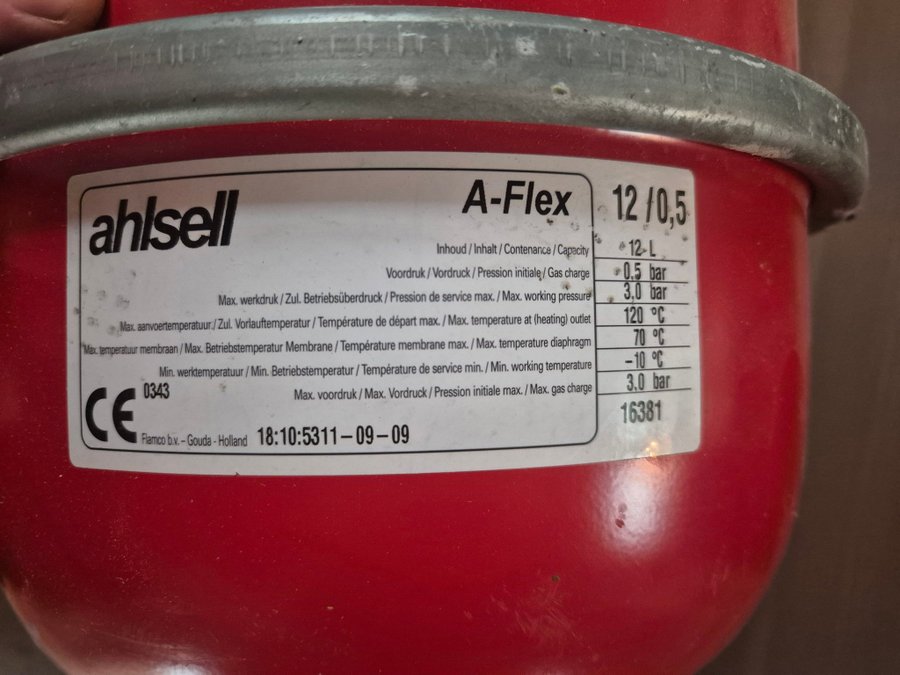 ahlsell
A-Flex 12/0,5
Inhoud / Inhalt / Contenance / Capacity 12 L
Voordruk / Vordruck / Pression initiale / Gas charge 0,5 bar
Max. werkdruk / Zul. Betriebsüberdruck / Pression de service max. / Max. working pressure 3,0 bar
Max. aanvoertemperatuur: / Zul. Vorlauftemperatur / Température de départ max. / Max. temperature at (heating) outlet 120 °C
Max. temperatuur membraan / Max. Betriebstemperatur Membrane / Température membrane max. / Max. temperature diaphragm 70 °C
Min. werktemperatuur / Min. Betriebstemperatur / Température de service min. / Min. working temperature -10 °C
Max. voordruk / Max. Vordruck / Pression initiale max. / Max. gas charge 3,0 bar
CE 0343
Flamco b.v. - Gouda - Holland 18:10:5311-09-09
16381